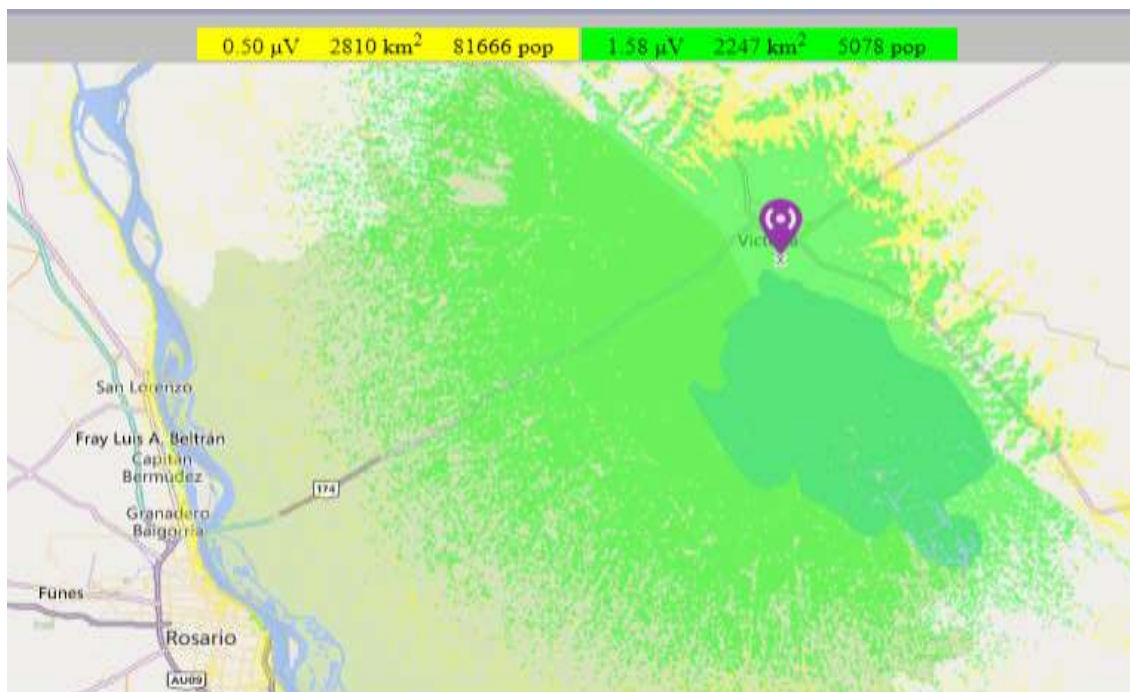 0.50 µV 2810 km² 81666 pop 1.58 µV 2247 km² 5078 pop
San Lorenzo
Fray Luis A. Beltrán
Capitán
Bermúdez
174
Granadero
Baigorria
Funes
Rosario
AU09